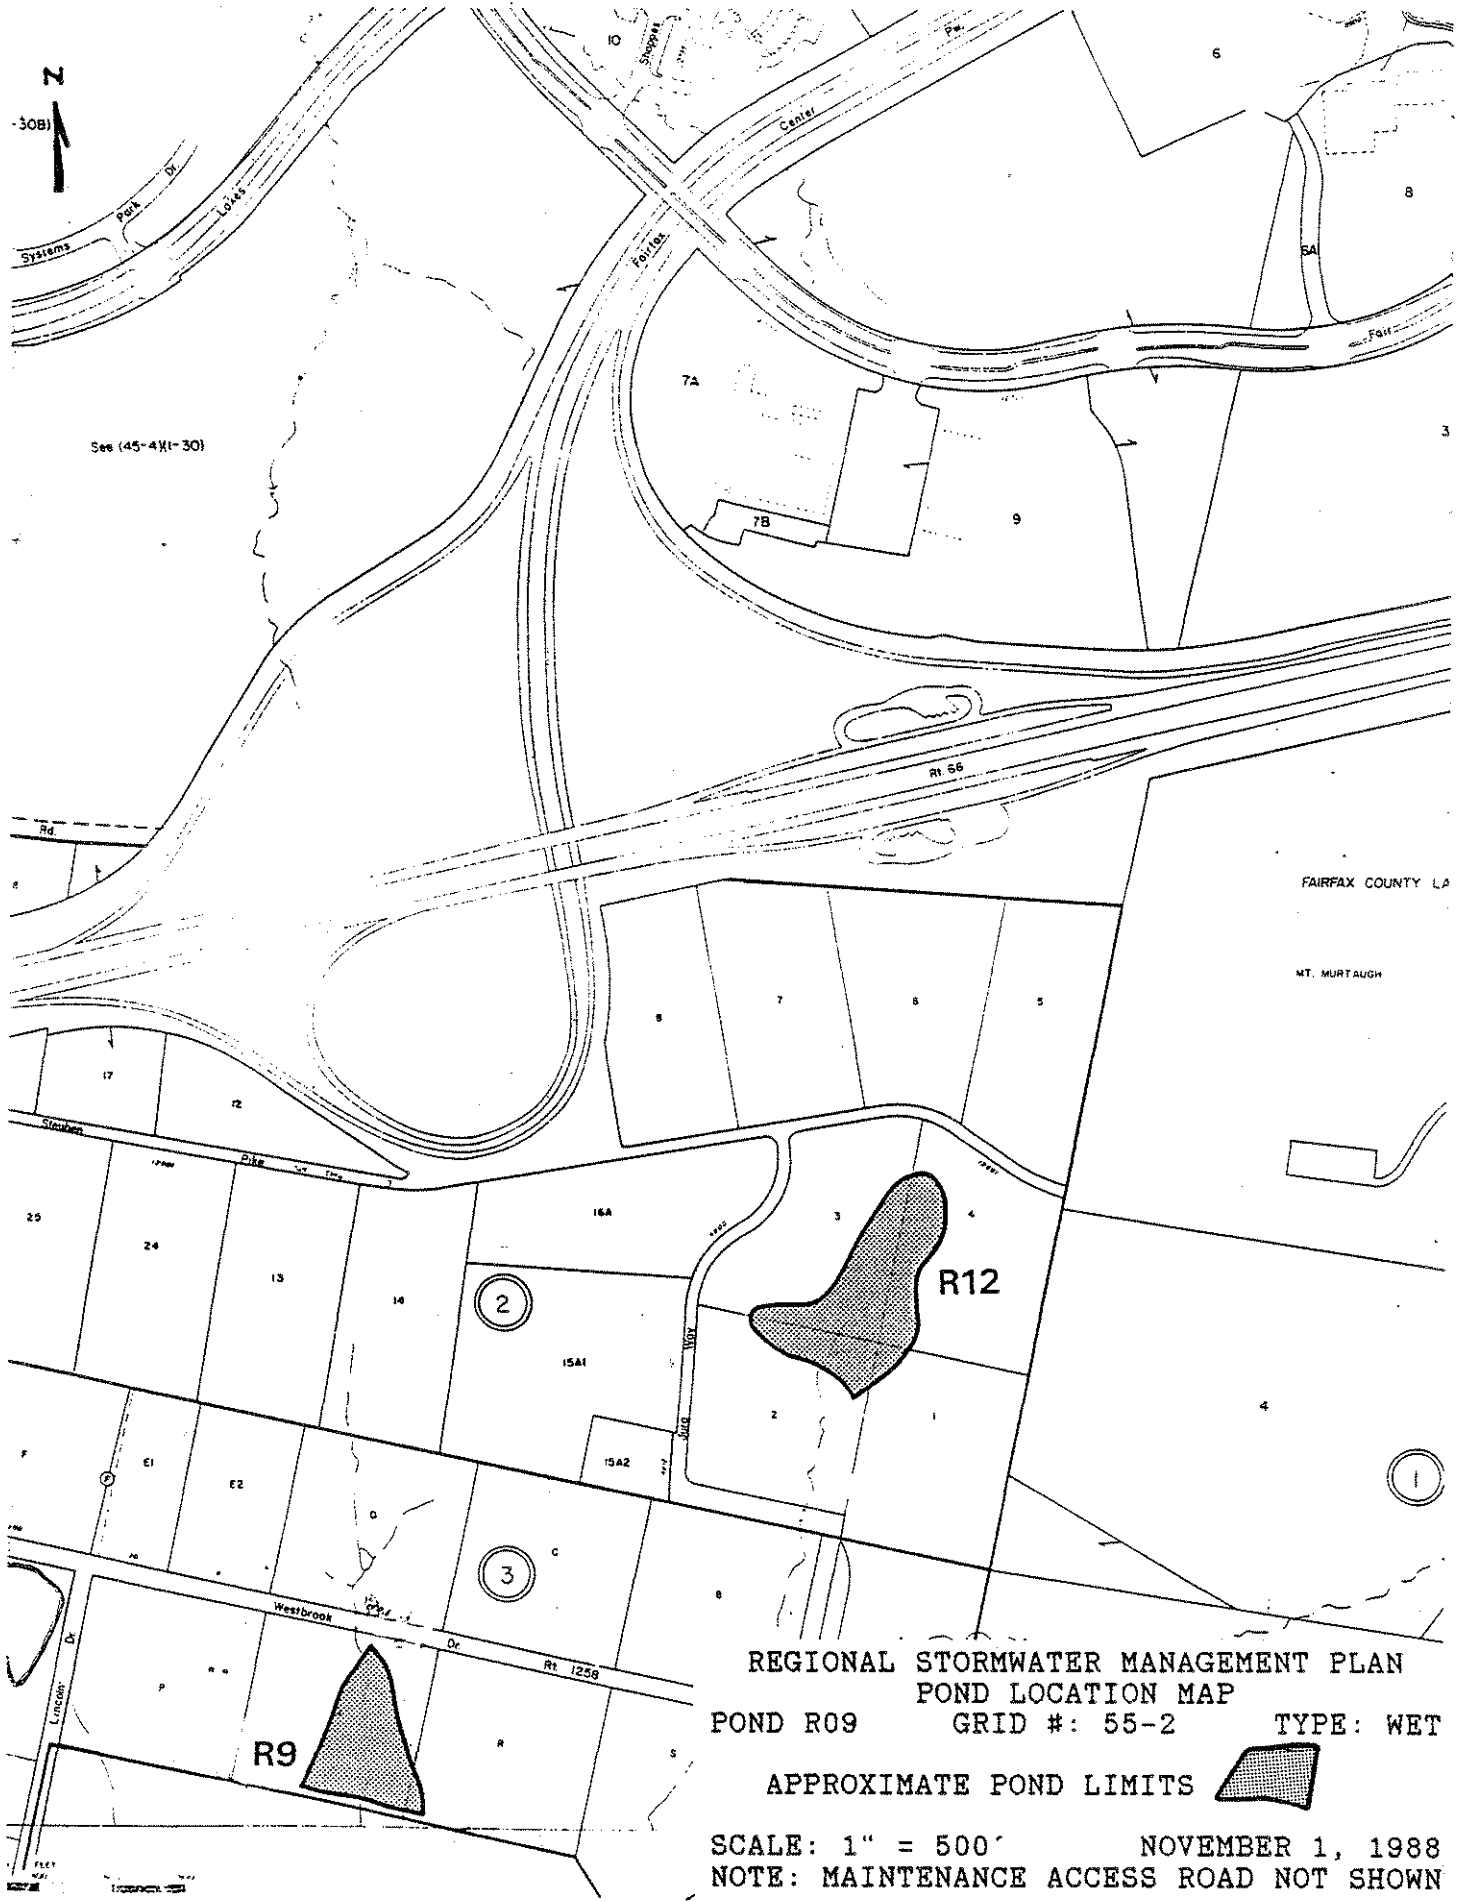 10
Shoppes
Pw.
6
N
-30B)
Center
Park Dr.
Lakes
8
Systems
Fairfax
6A
Fair
7A
3
See (45-4)(1-30)
7B
9
Rt. 66
Rd.
8
FAIRFAX COUNTY LA
MT. MURTAUGH
8
7
6
5
17
12
Steuben
Pike
25
24
16A
3
4
13
14
R12
2
15A1
Way
Jura
2
1
4
15A2
1
F
E1
E2
F
D
3
C
B
Westbrook
Dr.
Rt. 1258
Lincoln Dr.
P
R9
R
S
REGIONAL STORMWATER MANAGEMENT PLAN
POND LOCATION MAP
POND R09 GRID #: 55-2 TYPE: WET
APPROXIMATE POND LIMITS
SCALE: 1" = 500´ NOVEMBER 1, 1988
NOTE: MAINTENANCE ACCESS ROAD NOT SHOWN
FEET